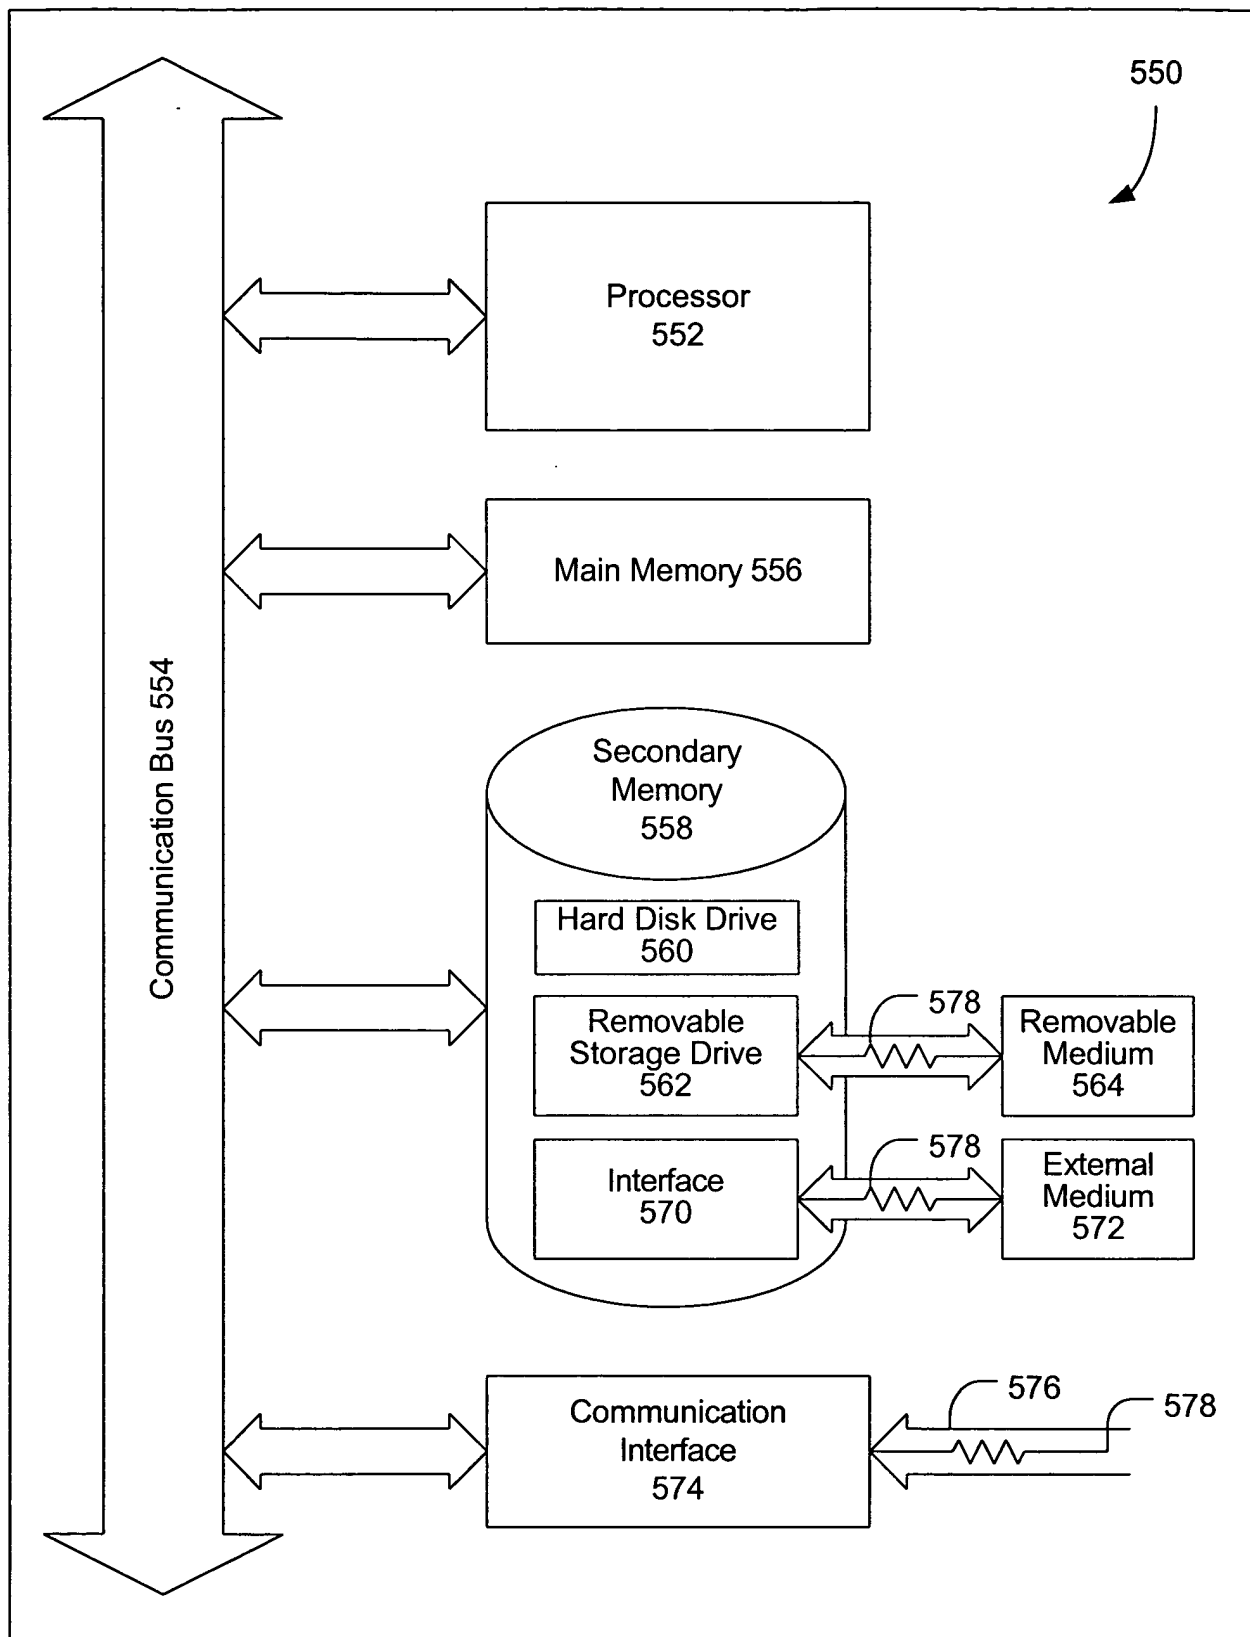 550
Processor
552
Main Memory 556
Communication Bus 554
Secondary
Memory
558
Hard Disk Drive
560
Removable
Storage Drive
562
578
Removable
Medium
564
Interface
570
578
External
Medium
572
Communication
Interface
574
576
578